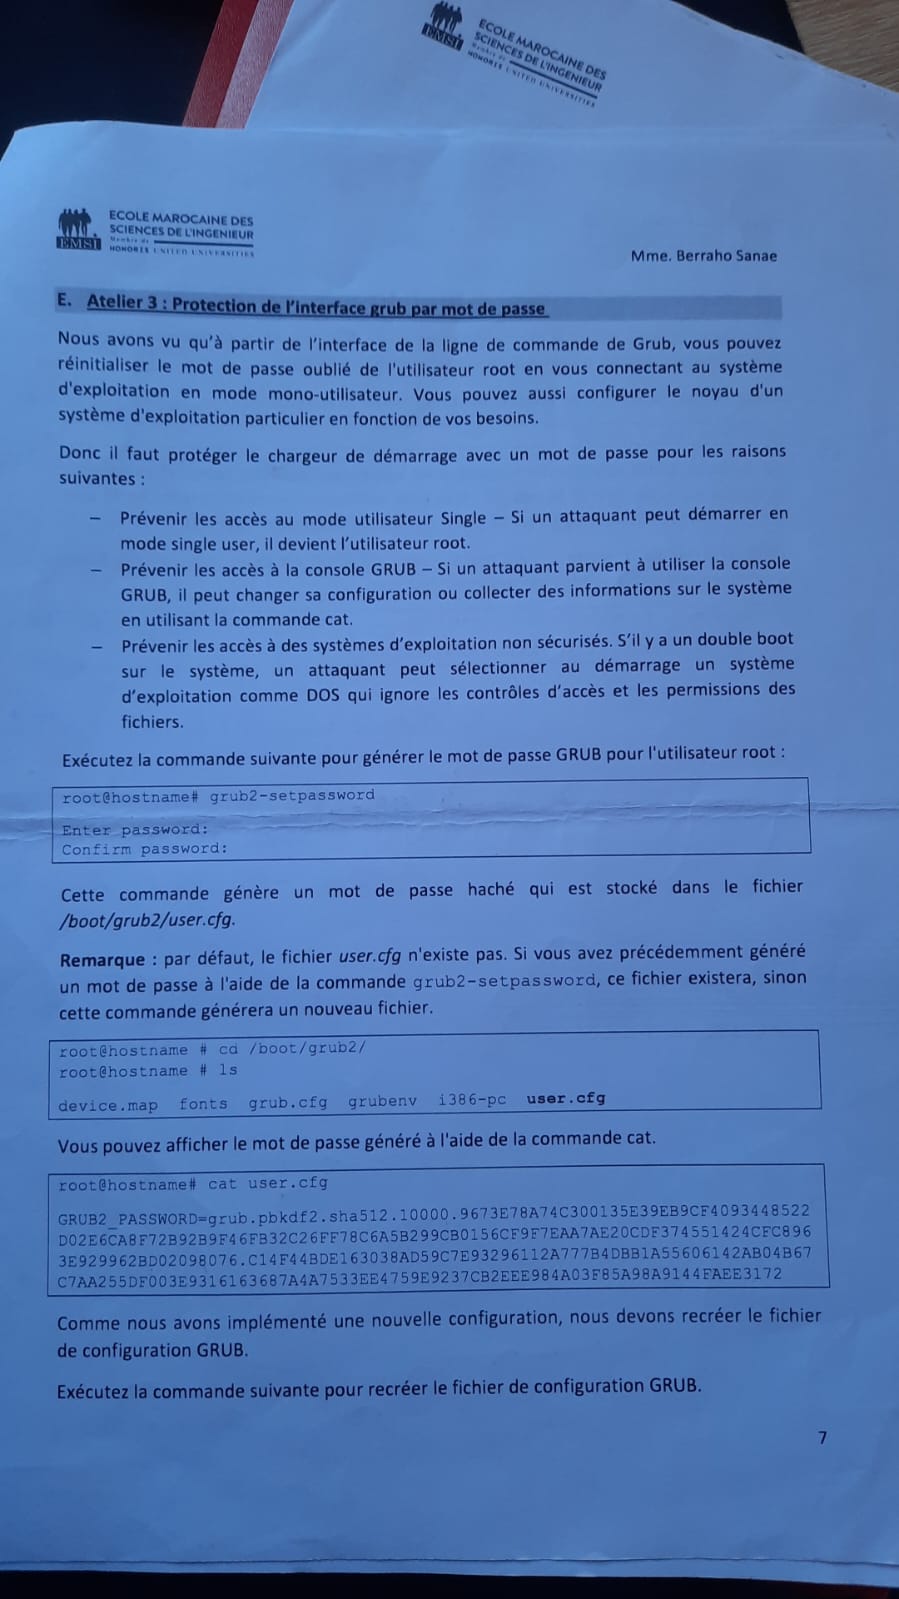 ECOLE MAROCAINE DES
SCIENCES DE L'INGENIEUR
Membre de
HONORIS UNITED UNIVERSITIES
EMSI
ECOLE MAROCAINE DES
SCIENCES DE L'INGENIEUR
Membre de
HONORIS UNITED UNIVERSITIES
EMSI
Mme. Berraho Sanae
E. Atelier 3 : Protection de l'interface grub par mot de passe
Nous avons vu qu'à partir de l'interface de la ligne de commande de Grub, vous pouvez
réinitialiser le mot de passe oublié de l'utilisateur root en vous connectant au système
d'exploitation en mode mono-utilisateur. Vous pouvez aussi configurer le noyau d'un
système d'exploitation particulier en fonction de vos besoins.
Donc il faut protéger le chargeur de démarrage avec un mot de passe pour les raisons
suivantes :
– Prévenir les accès au mode utilisateur Single – Si un attaquant peut démarrer en
mode single user, il devient l'utilisateur root.
– Prévenir les accès à la console GRUB – Si un attaquant parvient à utiliser la console
GRUB, il peut changer sa configuration ou collecter des informations sur le système
en utilisant la commande cat.
– Prévenir les accès à des systèmes d'exploitation non sécurisés. S'il y a un double boot
sur le système, un attaquant peut sélectionner au démarrage un système
d'exploitation comme DOS qui ignore les contrôles d'accès et les permissions des
fichiers.
Exécutez la commande suivante pour générer le mot de passe GRUB pour l'utilisateur root :
root@hostname# grub2-setpassword
Enter password:
Confirm password:
Cette commande génère un mot de passe haché qui est stocké dans le fichier
/boot/grub2/user.cfg.
Remarque : par défaut, le fichier user.cfg n'existe pas. Si vous avez précédemment généré
un mot de passe à l'aide de la commande grub2-setpassword, ce fichier existera, sinon
cette commande générera un nouveau fichier.
root@hostname # cd /boot/grub2/
root@hostname # ls
device.map fonts grub.cfg grubenv i386-pc user.cfg
Vous pouvez afficher le mot de passe généré à l'aide de la commande cat.
root@hostname# cat user.cfg
GRUB2_PASSWORD=grub.pbkdf2.sha512.10000.9673E78A74C300135E39EB9CF4093448522
D02E6CA8F72B92B9F46FB32C26FF78C6A5B299CB0156CF9F7EAA7AE20CDF374551424CFC896
3E929962BD02098076.C14F44BDE163038AD59C7E93296112A777B4DBB1A55606142AB04B67
C7AA255DF003E9316163687A4A7533EE4759E9237CB2EEE984A03F85A98A9144FAEE3172
Comme nous avons implémenté une nouvelle configuration, nous devons recréer le fichier
de configuration GRUB.
Exécutez la commande suivante pour recréer le fichier de configuration GRUB.
7